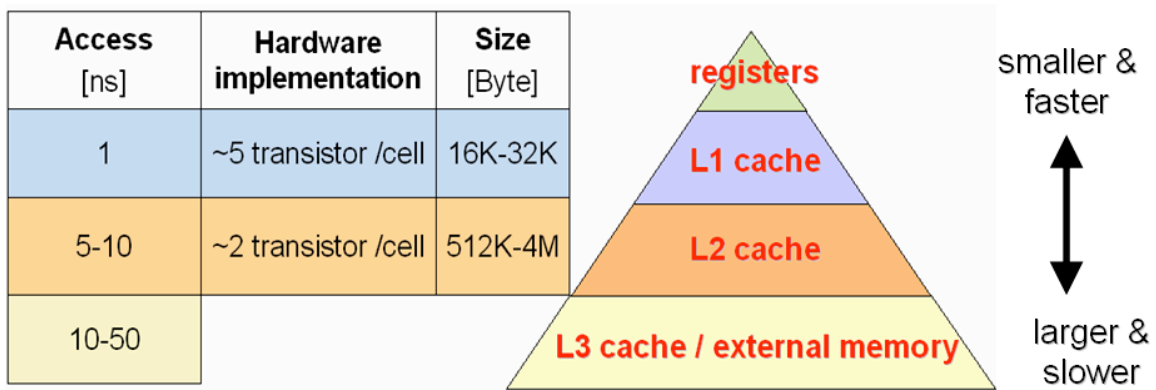 Access
[ns]
Hardware
implementation
Size
[Byte]
1
~5 transistor /cell
16K-32K
5-10
~2 transistor /cell
512K-4M
10-50
registers
L1 cache
L2 cache
L3 cache / external memory
smaller &
faster
larger &
slower